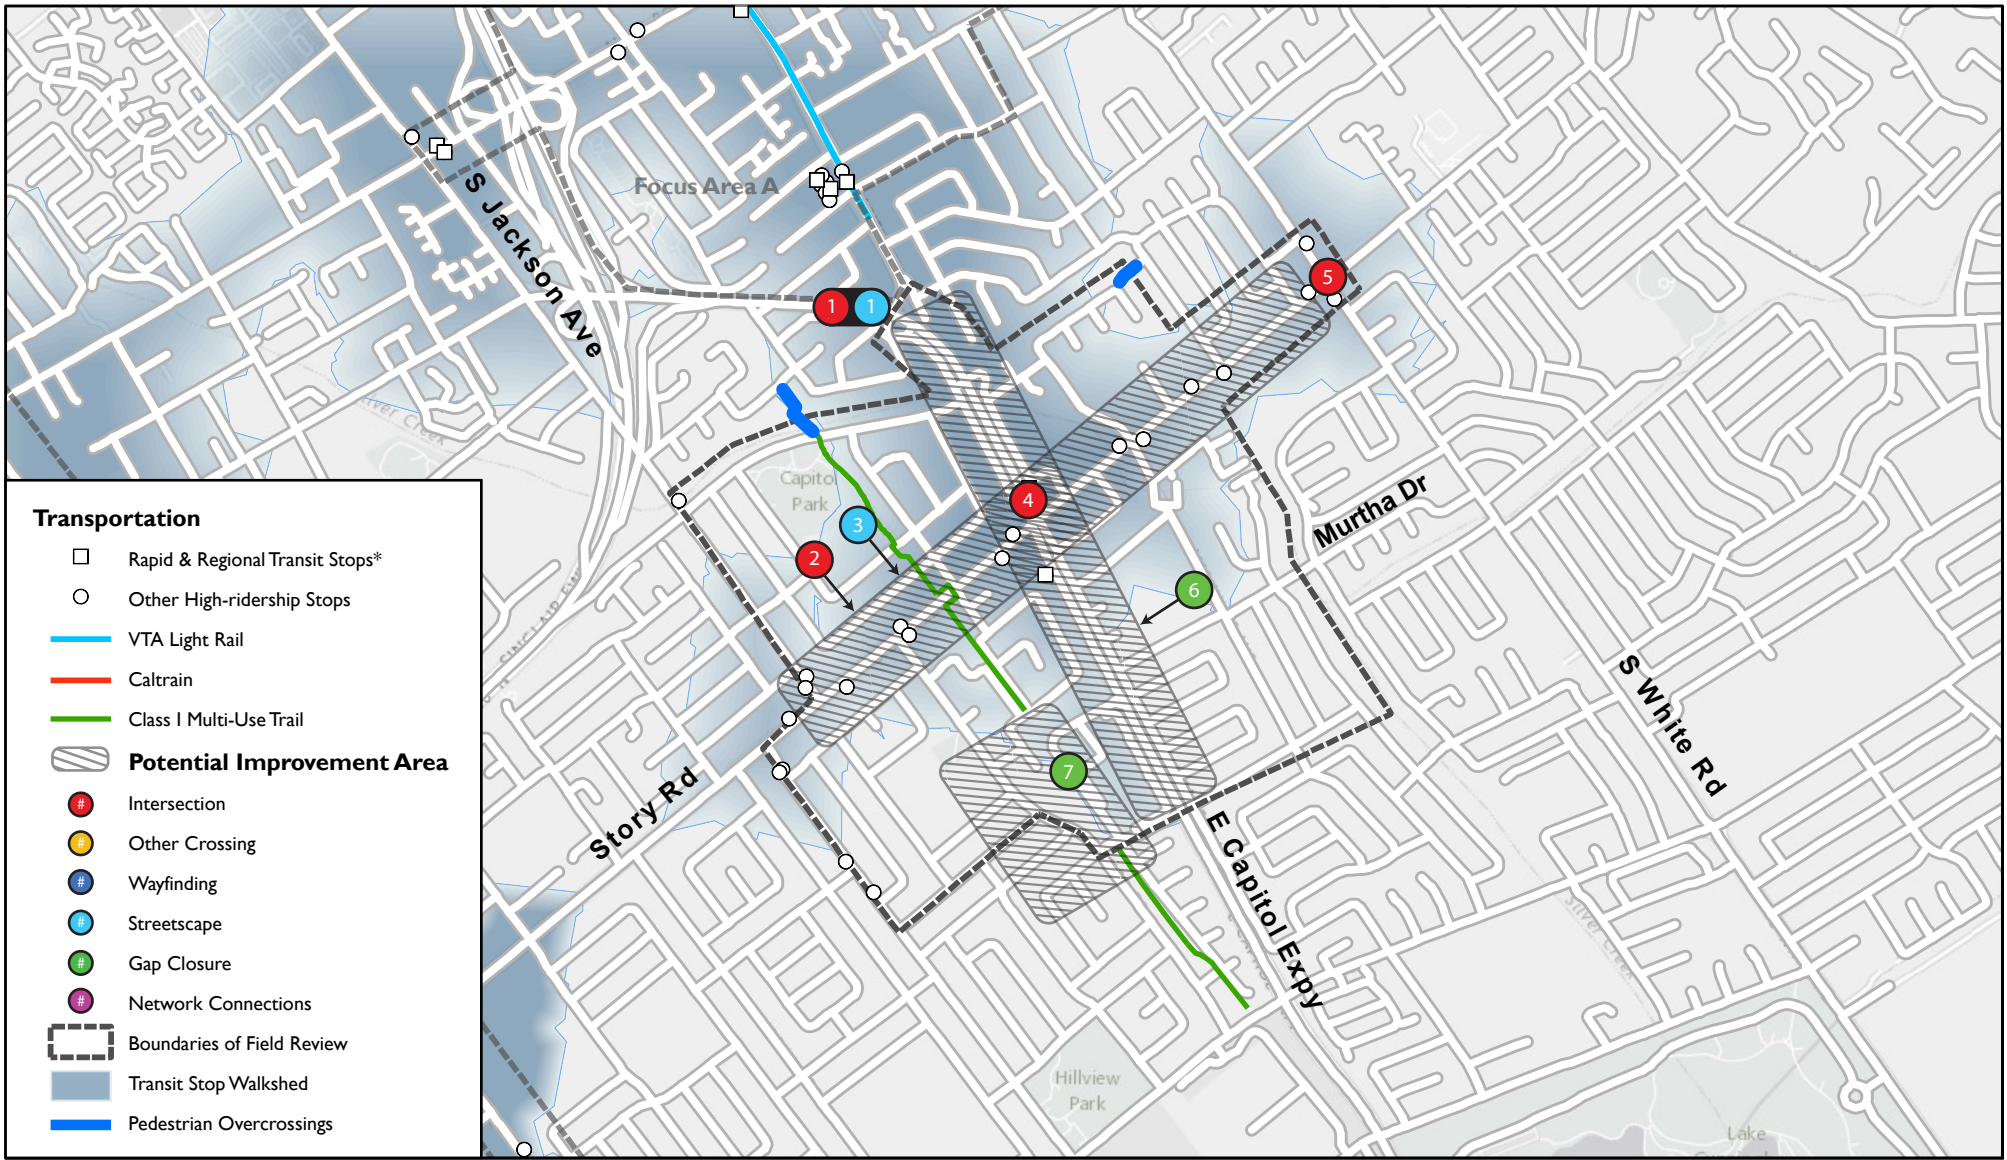 Focus Area A
S Jackson Ave
1
1
5
Capitol
Park
4
3
2
Murtha Dr
6
7
Story Rd
S White Rd
E Capitol Expy
Silver Creek
Hillview
Park
Lake
Transportation
Rapid & Regional Transit Stops*
Other High-ridership Stops
VTA Light Rail
Caltrain
Class I Multi-Use Trail
Potential Improvement Area
# Intersection
# Other Crossing
# Wayfinding
# Streetscape
# Gap Closure
# Network Connections
Boundaries of Field Review
Transit Stop Walkshed
Pedestrian Overcrossings